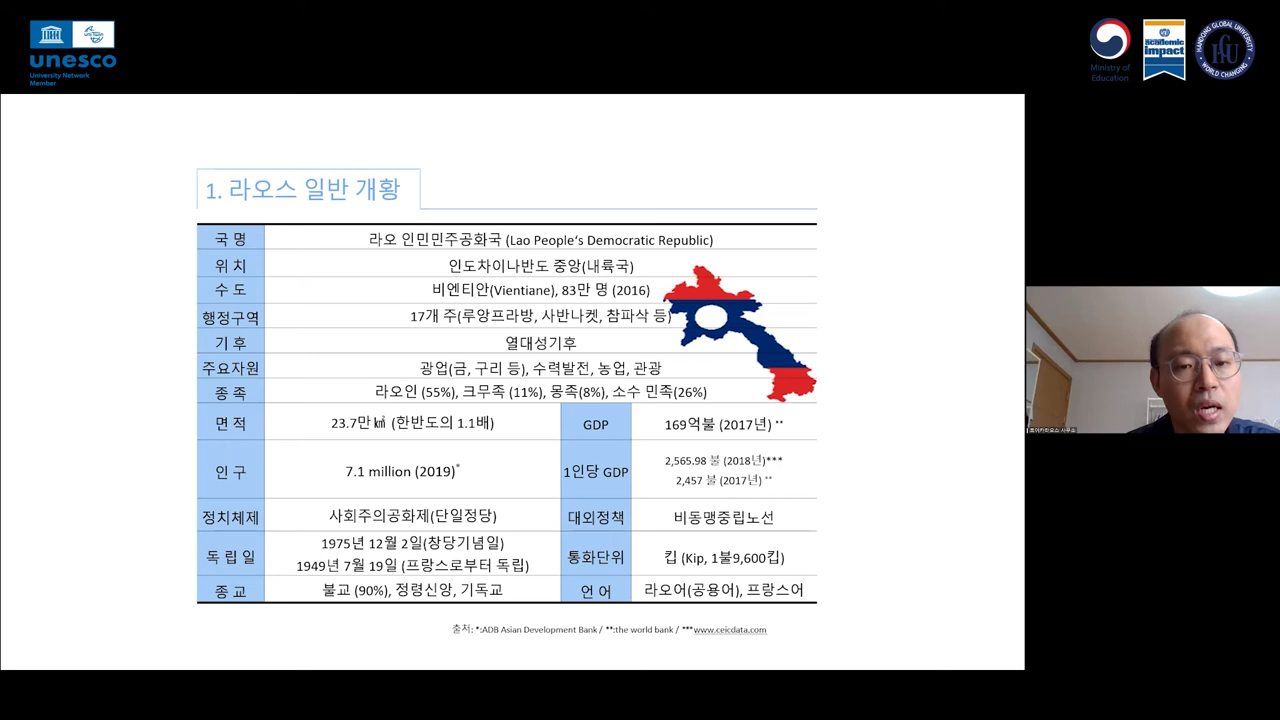 unesco
University Network
Member
Ministry of
Education
academic
impact
HANDONG GLOBAL UNIVERSITY
WORLD CHANGING
1. 라오스 일반 개황
국 명 라오 인민민주공화국 (Lao People‘s Democratic Republic)
위 치 인도차이나반도 중앙(내륙국)
수 도 비엔티안(Vientiane), 83만 명 (2016)
행정구역 17개 주(루앙프라방, 사반나켓, 참파삭 등)
기 후 열대성기후
주요자원 광업(금, 구리 등), 수력발전, 농업, 관광
종 족 라오인 (55%), 크무족 (11%), 몽족(8%), 소수 민족(26%)
면 적 23.7만㎢ (한반도의 1.1배) GDP 169억불 (2017년) **
인 구 7.1 million (2019)* 1인당 GDP 2,565.98 불 (2018년)***
2,457 불 (2017년) **
정치체제 사회주의공화제(단일정당) 대외정책 비동맹중립노선
독 립 일 1975년 12월 2일(창당기념일)
1949년 7월 19일 (프랑스로부터 독립) 통화단위 킵 (Kip, 1불9,600킵)
종 교 불교 (90%), 정령신앙, 기독교 언 어 라오어(공용어), 프랑스어
출처: *:ADB Asian Development Bank / **:the world bank / ***www.ceicdata.com